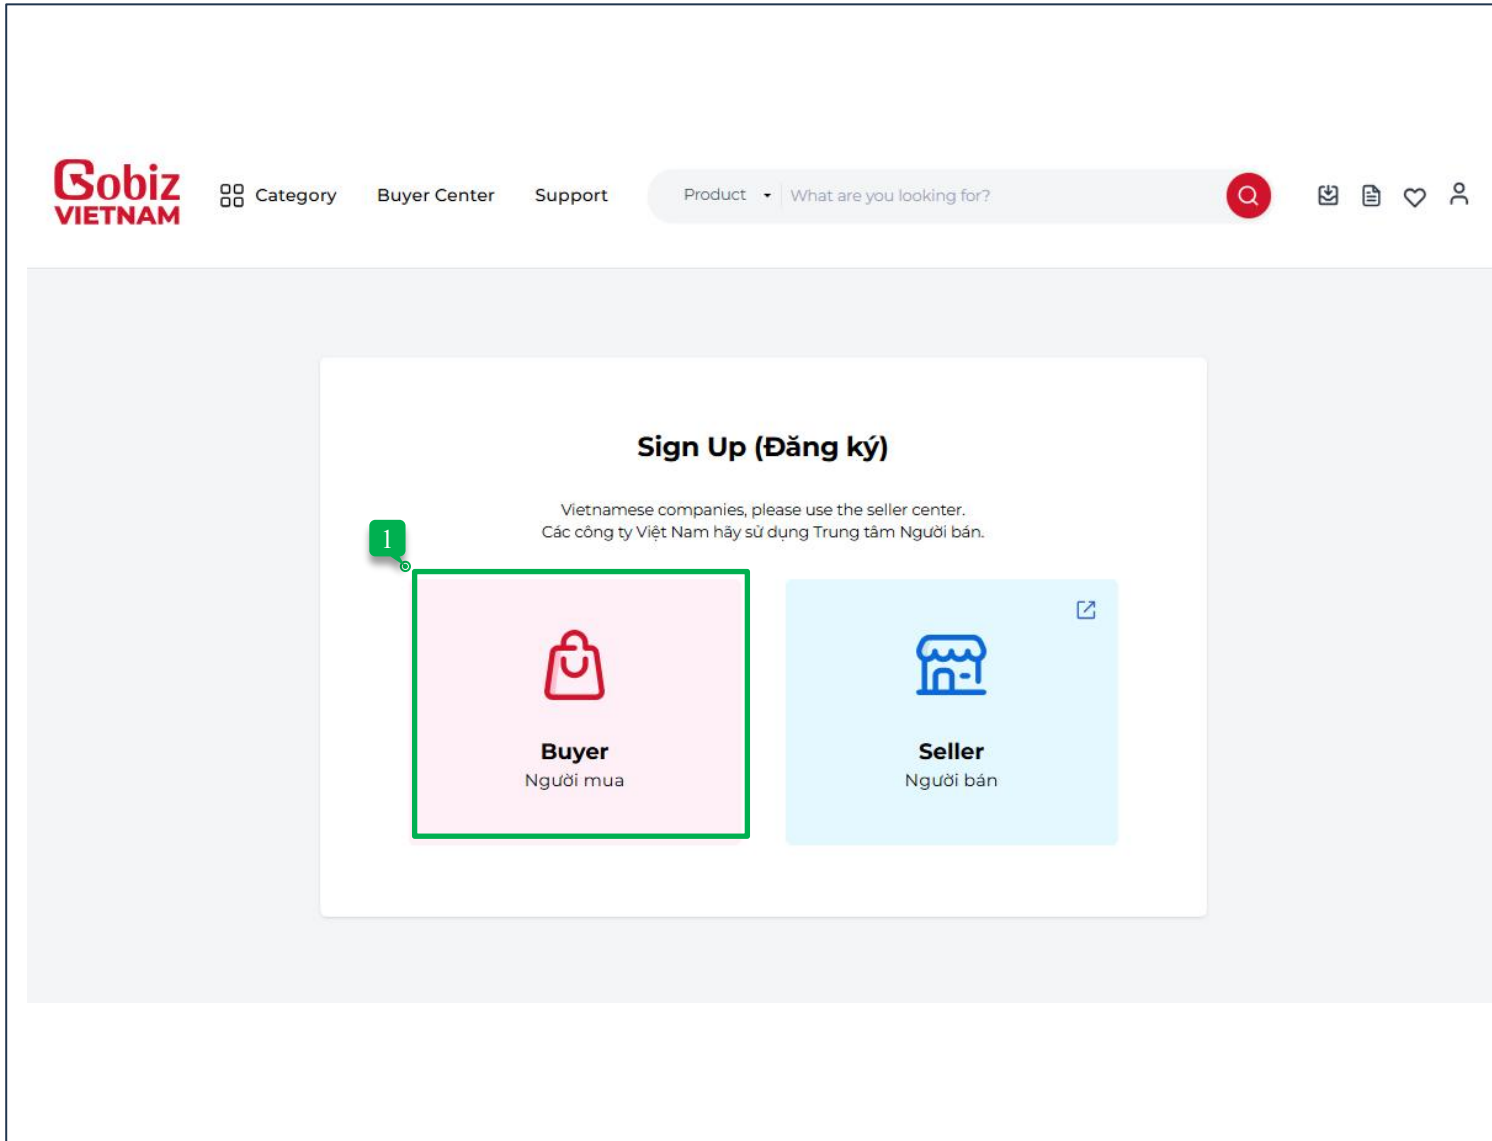 Gobiz
VIETNAM
Category
Buyer Center
Support
Product
What are you looking for?
Sign Up (Đăng ký)
Vietnamese companies, please use the seller center.
Các công ty Việt Nam hãy sử dụng Trung tâm Người bán.
1
Buyer
Người mua
Seller
Người bán